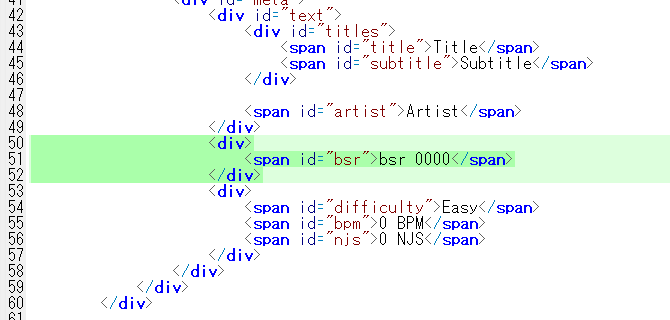 41 <div id="meta">
42 <div id="text">
43 <div id="titles">
44 <span id="title">Title</span>
45 <span id="subtitle">Subtitle</span>
46 </div>
47
48 <span id="artist">Artist</span>
49 </div>
50 <div>
51 <span id="bsr">bsr 0000</span>
52 </div>
53 <div>
54 <span id="difficulty">Easy</span>
55 <span id="bpm">0 BPM</span>
56 <span id="njs">0 NJS</span>
57 </div>
58 </div>
59 </div>
60 </div>
61